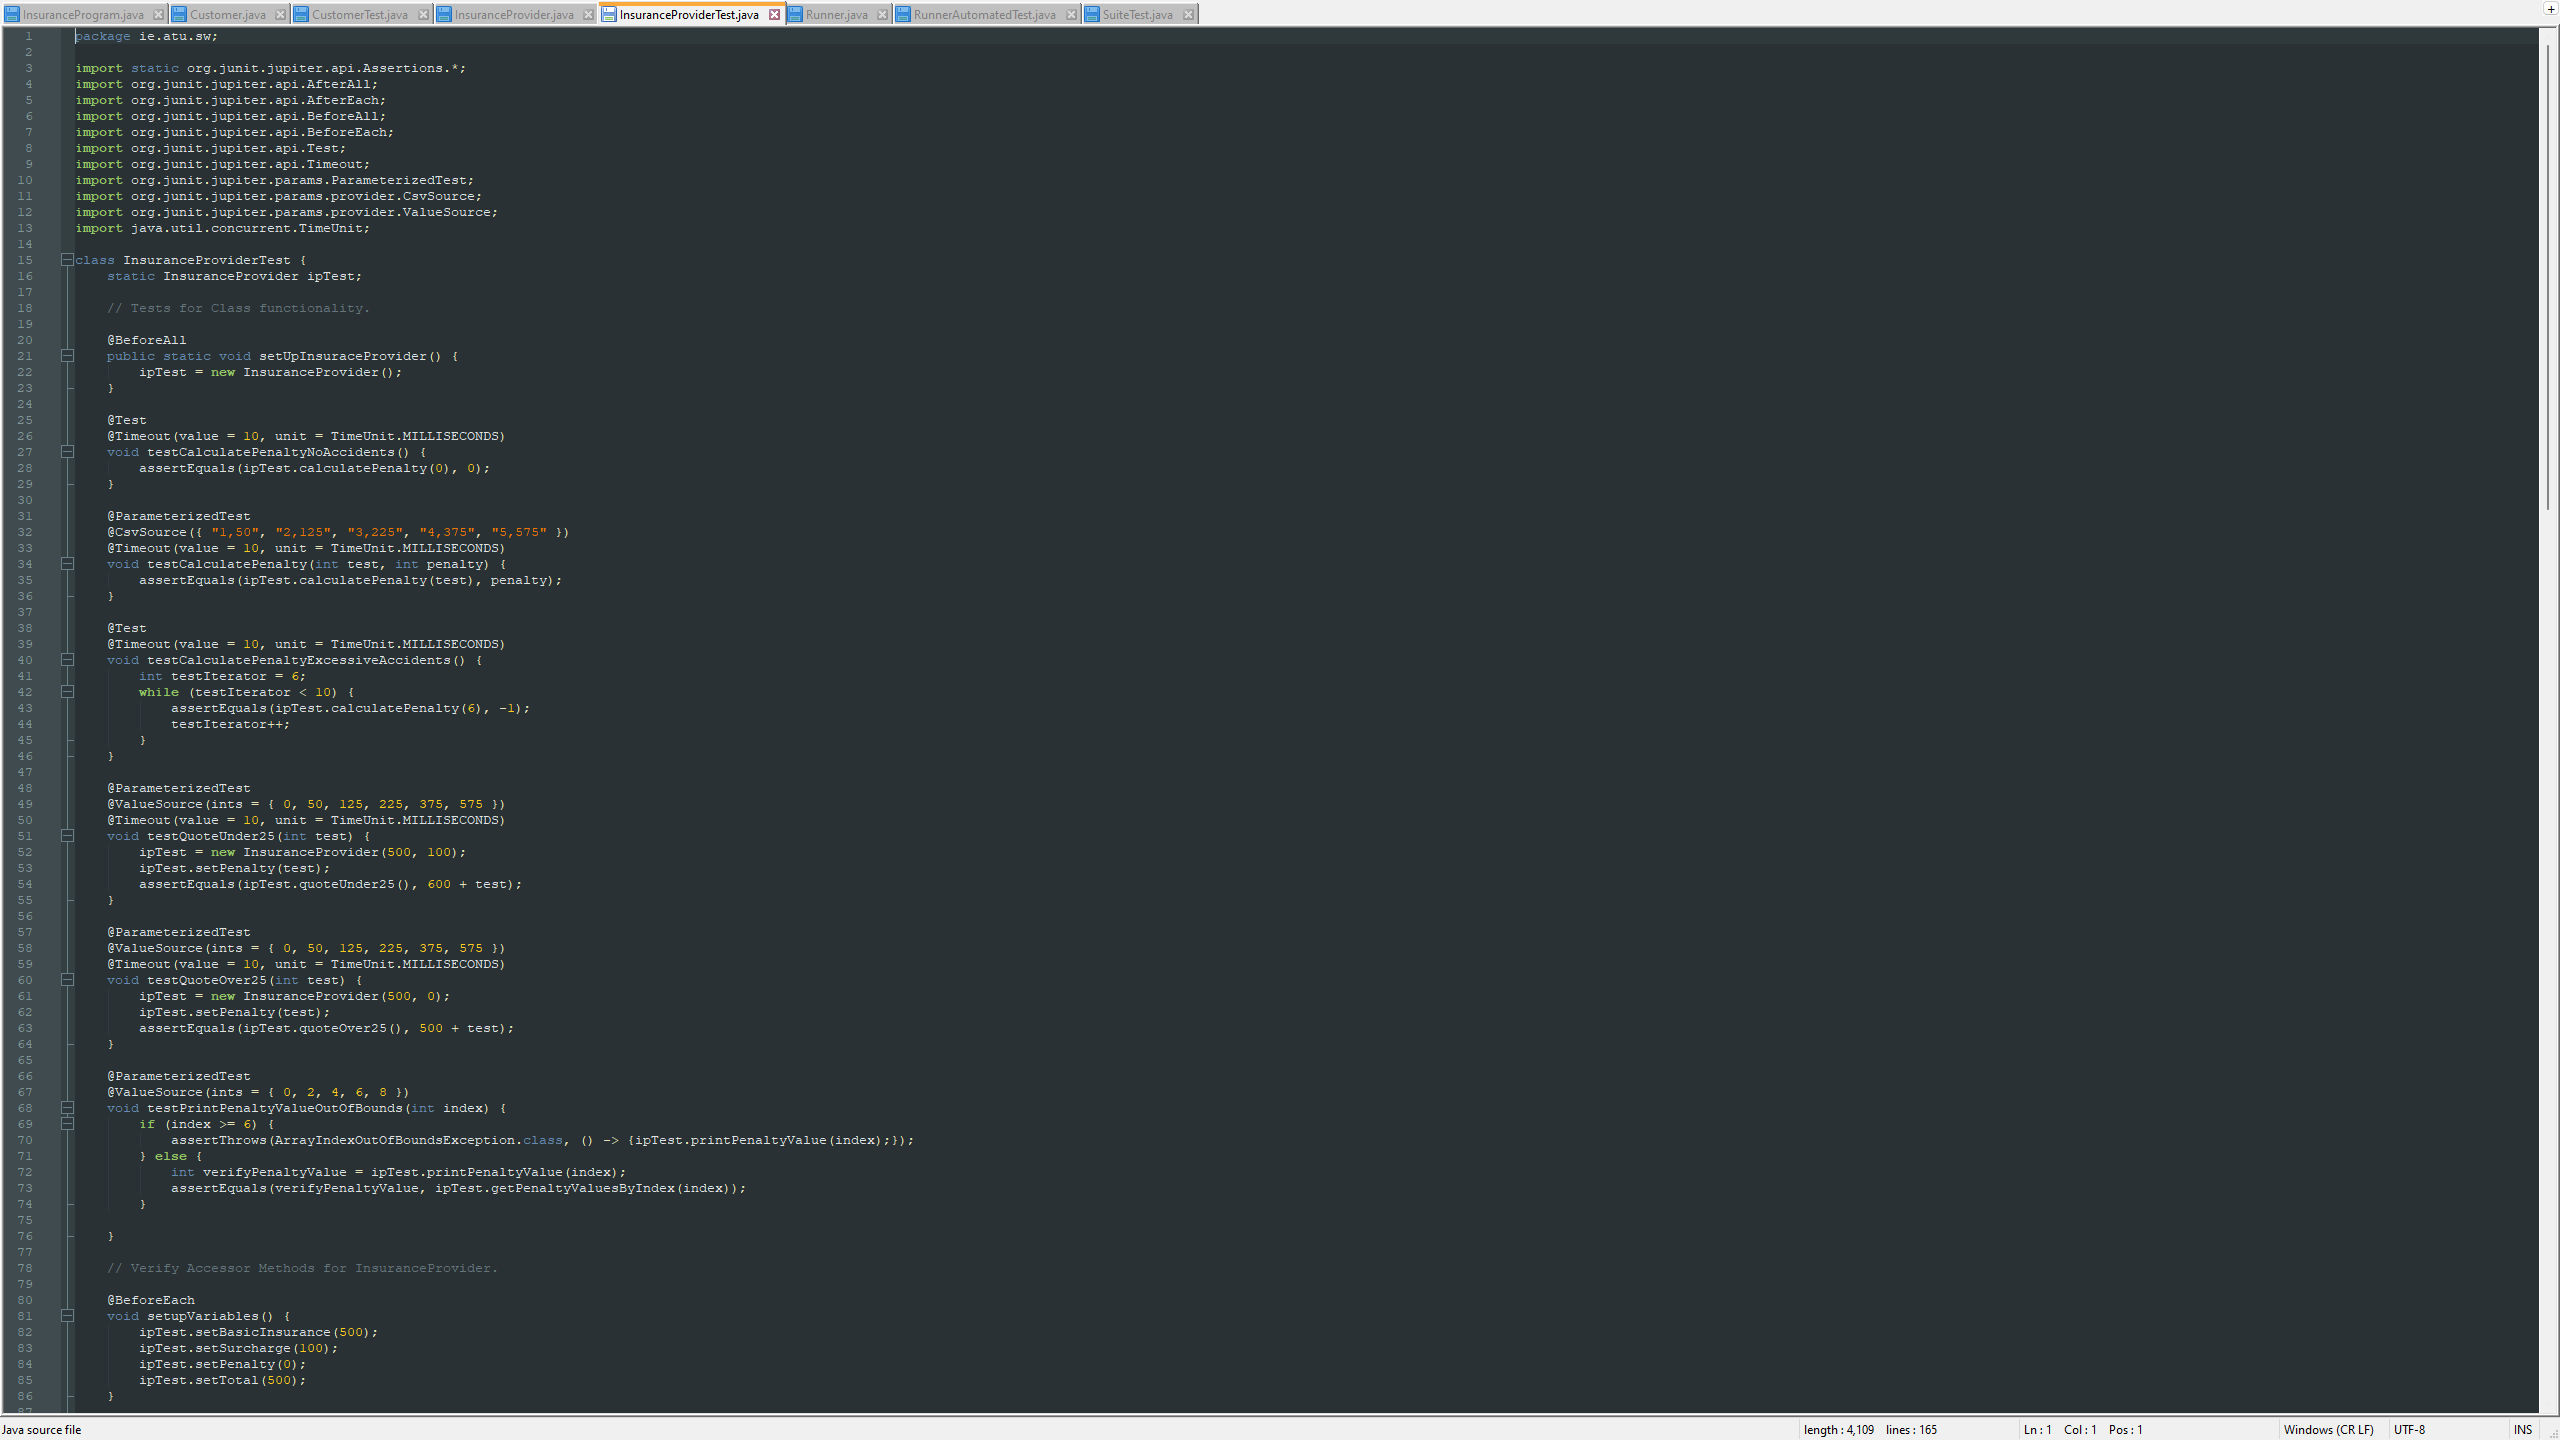 InsuranceProgram.java Customer.java CustomerTest.java InsuranceProvider.java InsuranceProviderTest.java Runner.java RunnerAutomatedTest.java SuiteTest.java +
1 package ie.atu.sw;
2
3 import static org.junit.jupiter.api.Assertions.*;
4 import org.junit.jupiter.api.AfterAll;
5 import org.junit.jupiter.api.AfterEach;
6 import org.junit.jupiter.api.BeforeAll;
7 import org.junit.jupiter.api.BeforeEach;
8 import org.junit.jupiter.api.Test;
9 import org.junit.jupiter.api.Timeout;
10 import org.junit.jupiter.params.ParameterizedTest;
11 import org.junit.jupiter.params.provider.CsvSource;
12 import org.junit.jupiter.params.provider.ValueSource;
13 import java.util.concurrent.TimeUnit;
14
15 class InsuranceProviderTest {
16 static InsuranceProvider ipTest;
17
18 // Tests for Class functionality.
19
20 @BeforeAll
21 public static void setUpInsuraceProvider() {
22 ipTest = new InsuranceProvider();
23 }
24
25 @Test
26 @Timeout(value = 10, unit = TimeUnit.MILLISECONDS)
27 void testCalculatePenaltyNoAccidents() {
28 assertEquals(ipTest.calculatePenalty(0), 0);
29 }
30
31 @ParameterizedTest
32 @CsvSource({ "1,50", "2,125", "3,225", "4,375", "5,575" })
33 @Timeout(value = 10, unit = TimeUnit.MILLISECONDS)
34 void testCalculatePenalty(int test, int penalty) {
35 assertEquals(ipTest.calculatePenalty(test), penalty);
36 }
37
38 @Test
39 @Timeout(value = 10, unit = TimeUnit.MILLISECONDS)
40 void testCalculatePenaltyExcessiveAccidents() {
41 int testIterator = 6;
42 while (testIterator < 10) {
43 assertEquals(ipTest.calculatePenalty(6), -1);
44 testIterator++;
45 }
46 }
47
48 @ParameterizedTest
49 @ValueSource(ints = { 0, 50, 125, 225, 375, 575 })
50 @Timeout(value = 10, unit = TimeUnit.MILLISECONDS)
51 void testQuoteUnder25(int test) {
52 ipTest = new InsuranceProvider(500, 100);
53 ipTest.setPenalty(test);
54 assertEquals(ipTest.quoteUnder25(), 600 + test);
55 }
56
57 @ParameterizedTest
58 @ValueSource(ints = { 0, 50, 125, 225, 375, 575 })
59 @Timeout(value = 10, unit = TimeUnit.MILLISECONDS)
60 void testQuoteOver25(int test) {
61 ipTest = new InsuranceProvider(500, 0);
62 ipTest.setPenalty(test);
63 assertEquals(ipTest.quoteOver25(), 500 + test);
64 }
65
66 @ParameterizedTest
67 @ValueSource(ints = { 0, 2, 4, 6, 8 })
68 void testPrintPenaltyValueOutOfBounds(int index) {
69 if (index >= 6) {
70 assertThrows(ArrayIndexOutOfBoundsException.class, () -> {ipTest.printPenaltyValue(index);});
71 } else {
72 int verifyPenaltyValue = ipTest.printPenaltyValue(index);
73 assertEquals(verifyPenaltyValue, ipTest.getPenaltyValuesByIndex(index));
74 }
75
76 }
77
78 // Verify Accessor Methods for InsuranceProvider.
79
80 @BeforeEach
81 void setupVariables() {
82 ipTest.setBasicInsurance(500);
83 ipTest.setSurcharge(100);
84 ipTest.setPenalty(0);
85 ipTest.setTotal(500);
86 }
87
Java source file length : 4,109 lines : 165 Ln : 1 Col : 1 Pos : 1 Windows (CR LF) UTF-8 INS